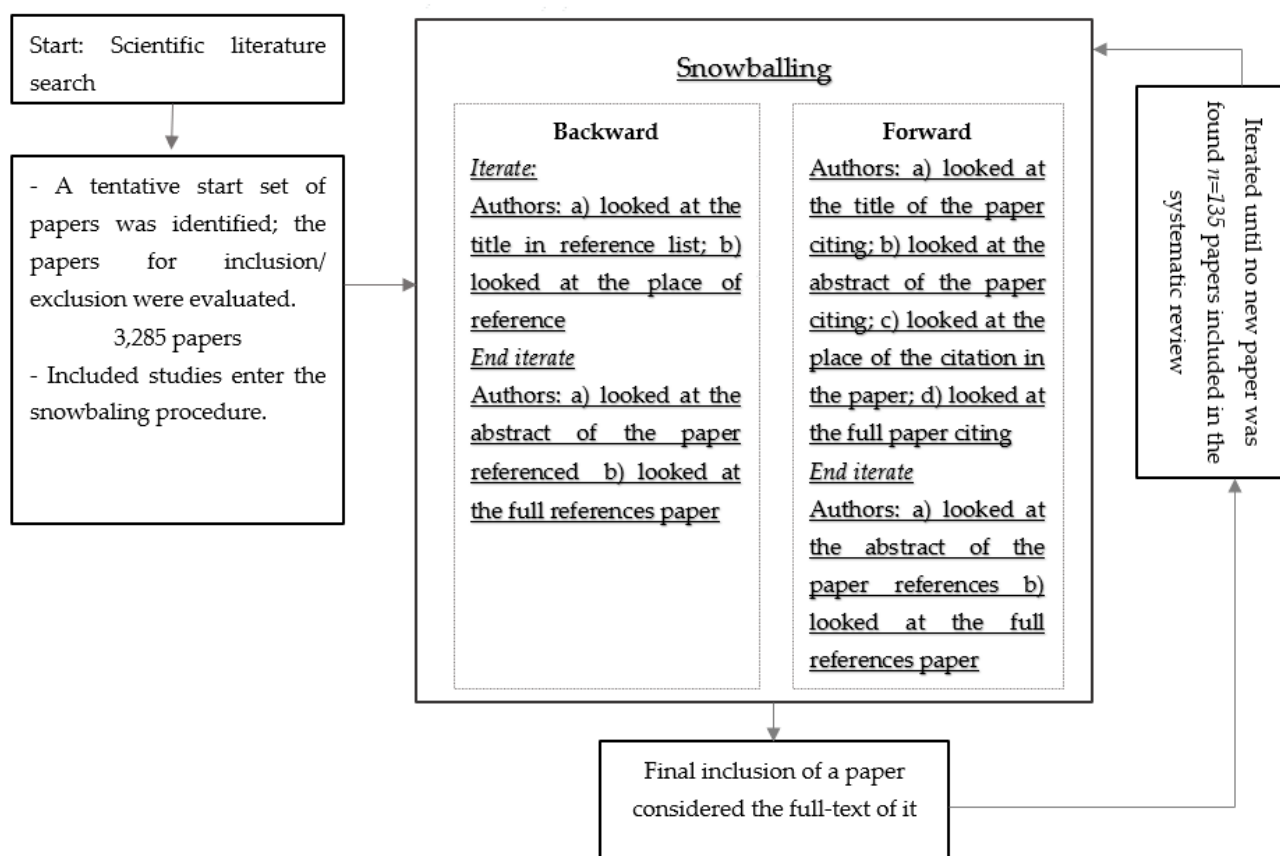 Start: Scientific literature
search
- A tentative start set of
papers was identified; the
papers for inclusion/
exclusion were evaluated.
3,285 papers
- Included studies enter the
snowbaling procedure.
Snowballing
Backward
Iterate:
Authors: a) looked at the
title in reference list; b)
looked at the place of
reference
End iterate
Authors: a) looked at the
abstract of the paper
referenced b) looked at
the full references paper
Forward
Authors: a) looked at
the title of the paper
citing; b) looked at the
abstract of the paper
citing; c) looked at the
place of the citation in
the paper; d) looked at
the full paper citing
End iterate
Authors: a) looked at
the abstract of the
paper references b)
looked at the full
references paper
Final inclusion of a paper
considered the full-text of it
Iterated until no new paper was
found n=135 papers included in the
systematic review